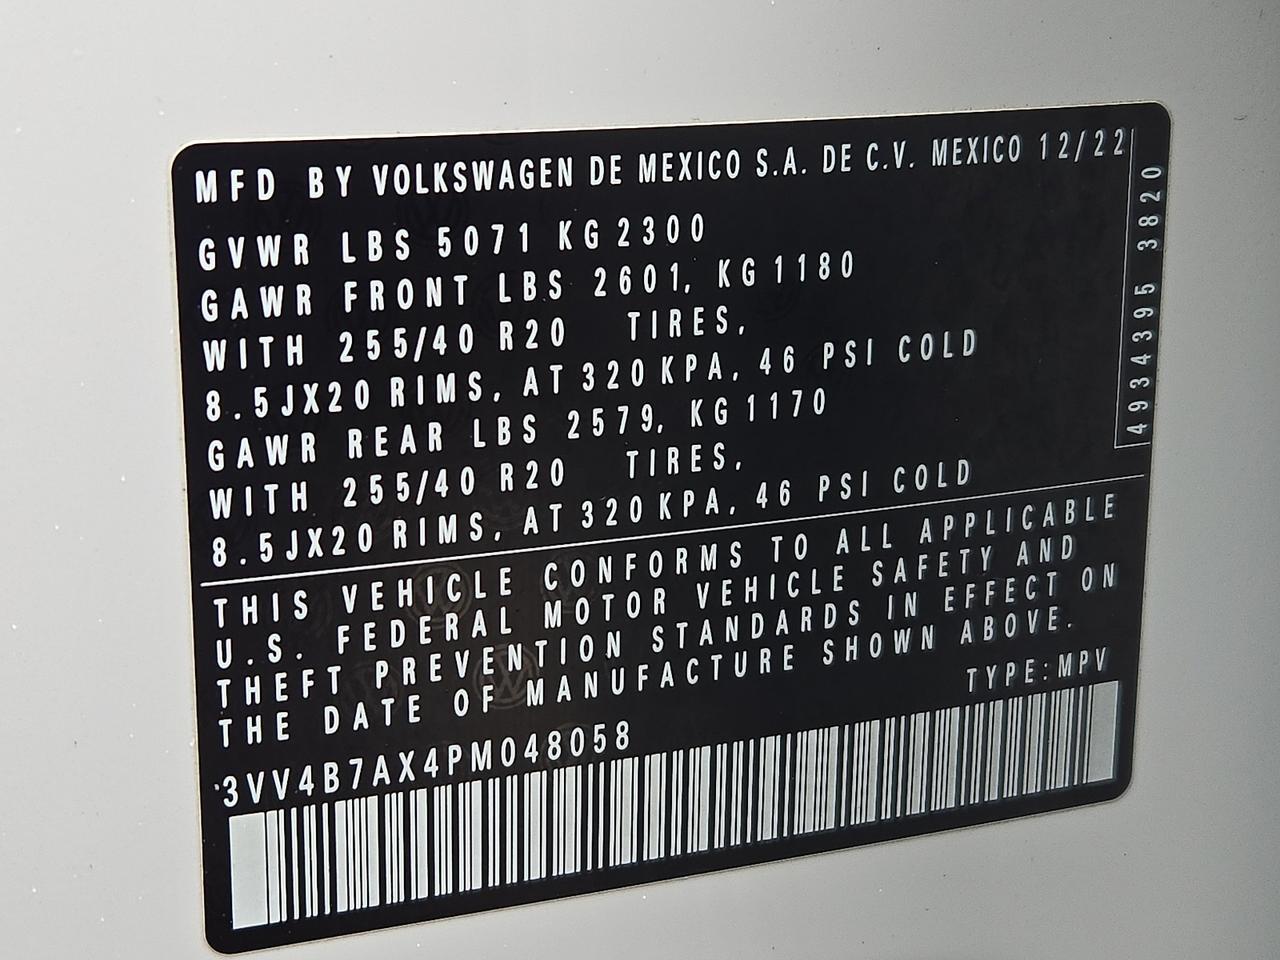 MFD BY VOLKSWAGEN DE MEXICO S.A. DE C.V. MEXICO 12/22
GVWR LBS 5071 KG 2300
GAWR FRONT LBS 2601, KG 1180
WITH 255/40 R20 TIRES,
8.5JX20 RIMS, AT 320 KPA, 46 PSI COLD
GAWR REAR LBS 2579, KG 1170
WITH 255/40 R20 TIRES,
8.5JX20 RIMS, AT 320 KPA, 46 PSI COLD
4934395 3820
THIS VEHICLE CONFORMS TO ALL APPLICABLE
U.S. FEDERAL MOTOR VEHICLE SAFETY AND
THEFT PREVENTION STANDARDS IN EFFECT ON
THE DATE OF MANUFACTURE SHOWN ABOVE.
TYPE: MPV
3VV4B7AX4PM048058